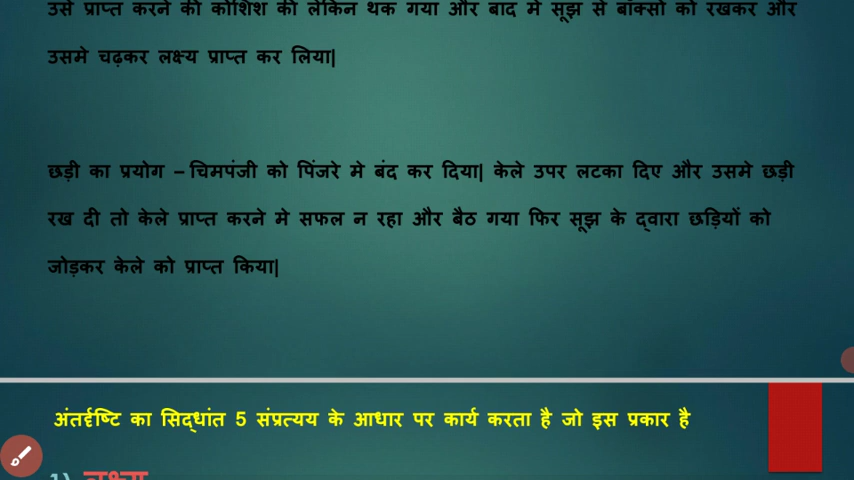 उसे प्राप्त करने की कोशिश की लेकिन थक गया और बाद मे सूझ से बॉक्सो को रखकर और
उसमे चढ़कर लक्ष्य प्राप्त कर लिया|
छड़ी का प्रयोग – चिमपंजी को पिंजरे मे बंद कर दिया| केले उपर लटका दिए और उसमे छड़ी
रख दी तो केले प्राप्त करने मे सफल न रहा और बैठ गया फिर सूझ के द्वारा छड़ियों को
जोड़कर केले को प्राप्त किया|
अंतर्दृष्टि का सिद्धांत 5 संप्रत्यय के आधार पर कार्य करता है जो इस प्रकार है
1) लक्ष्य